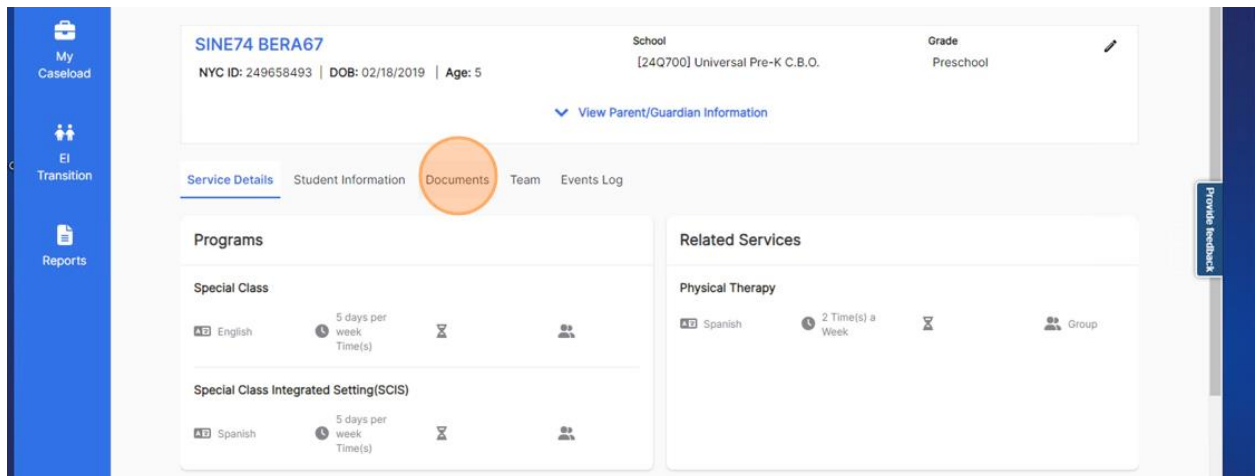 My
Caseload
EI
Transition
Reports
SINE74 BERA67
NYC ID: 249658493 | DOB: 02/18/2019 | Age: 5
School
[24Q700] Universal Pre-K C.B.O.
Grade
Preschool
View Parent/Guardian Information
Service Details Student Information Documents Team Events Log
Programs
Special Class
English
5 days per
week
Time(s)
Special Class Integrated Setting(SCIS)
Spanish
5 days per
week
Time(s)
Related Services
Physical Therapy
Spanish
2 Time(s) a
Week
Group
Provide feedback